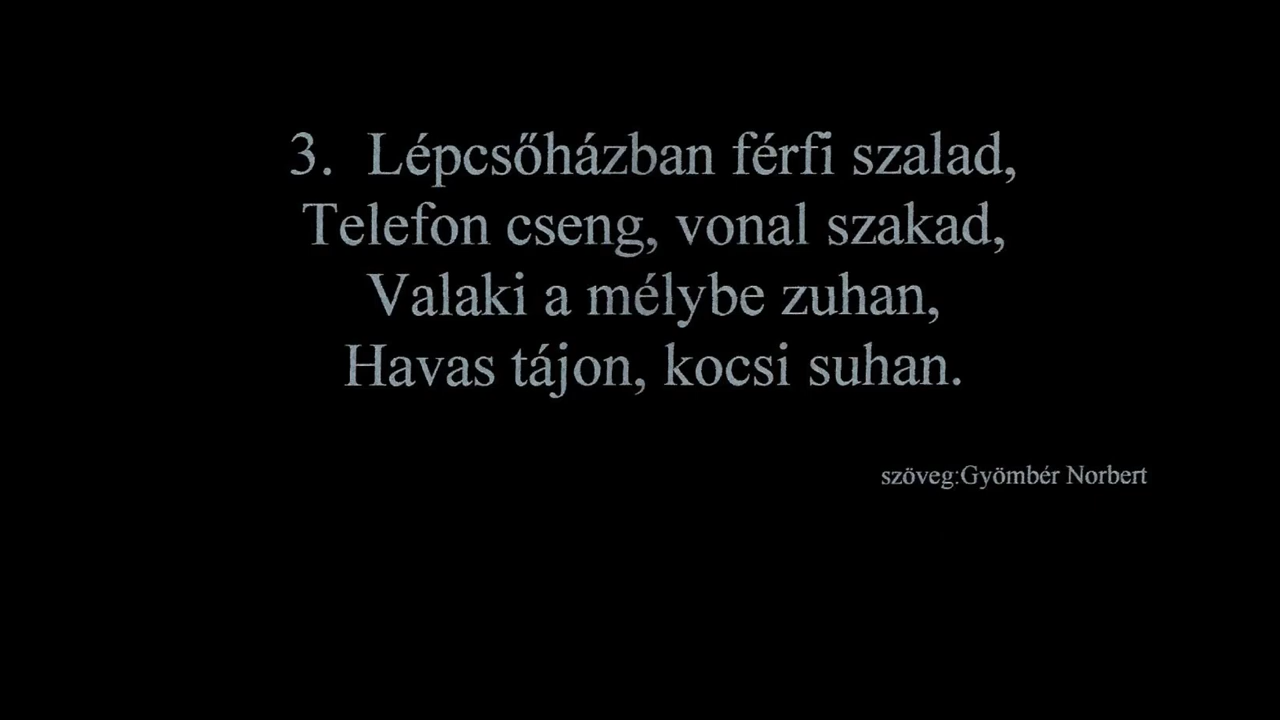 3. Lépcsőházban férfi szalad,
Telefon cseng, vonal szakad,
Valaki a mélybe zuhan,
Havas tájon, kocsi suhan.
szöveg:Gyömbér Norbert